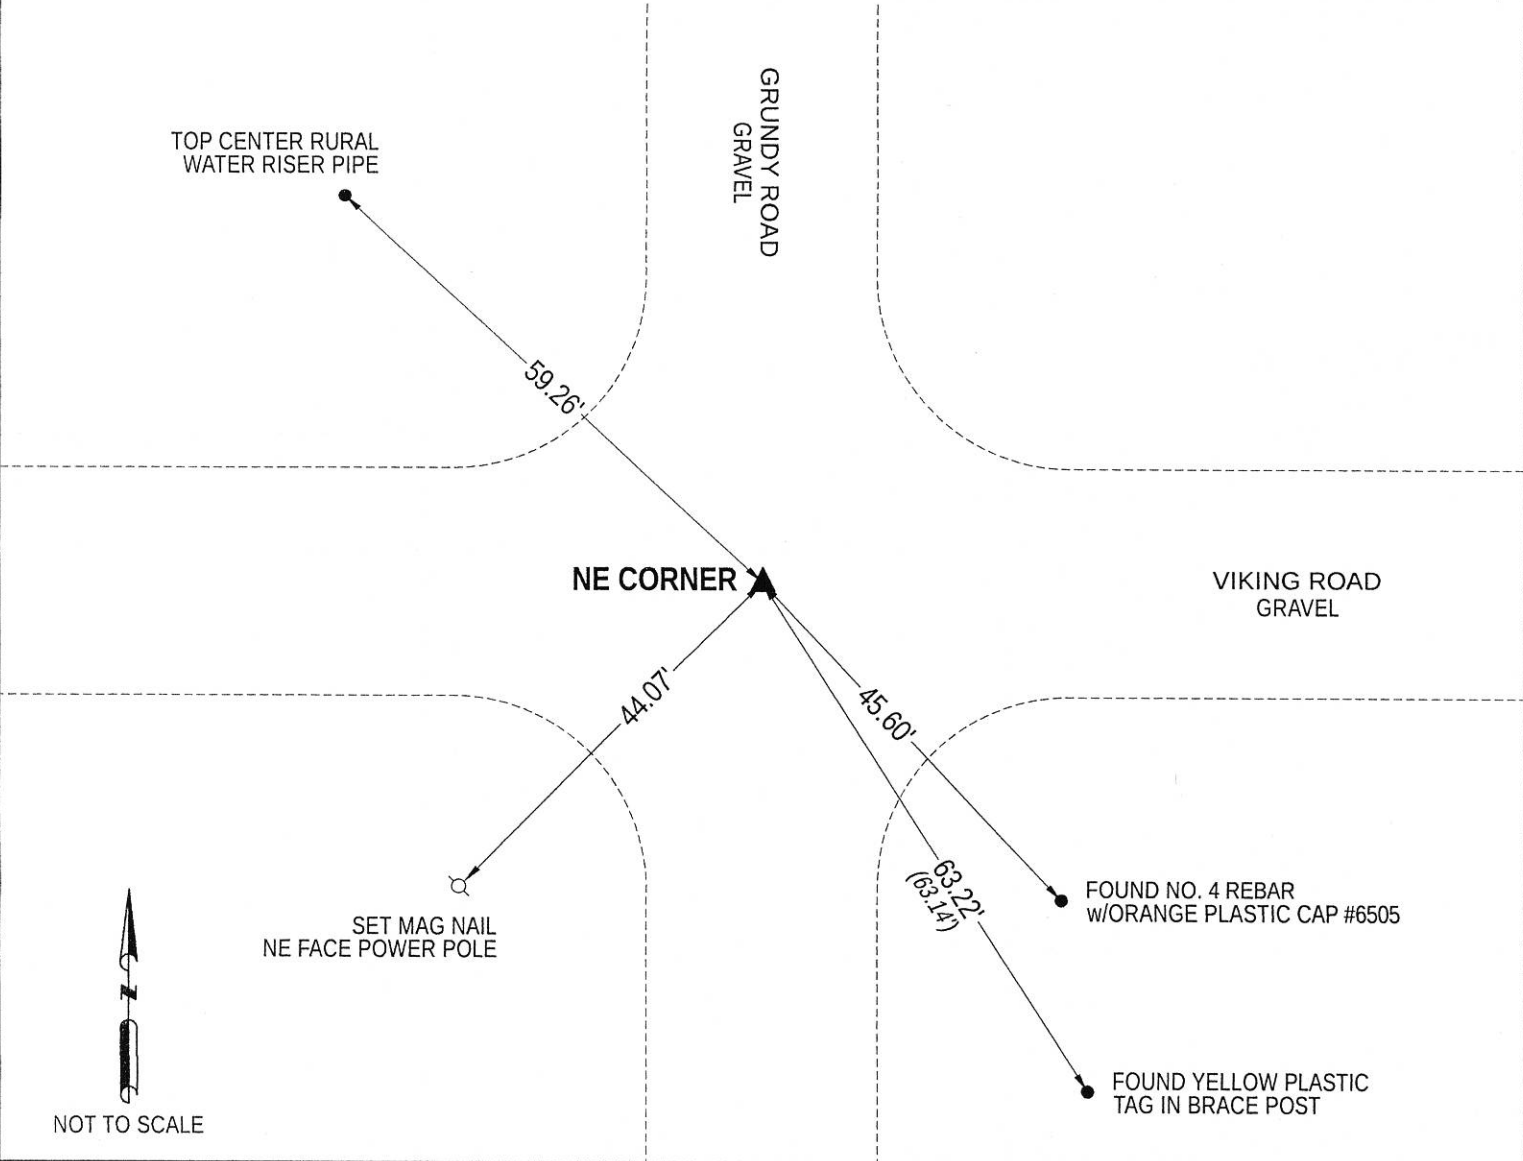 GRUNDY ROAD
GRAVEL
TOP CENTER RURAL
WATER RISER PIPE
59.26'
NE CORNER
VIKING ROAD
GRAVEL
44.07'
45.60'
63.22'
(63.14')
FOUND NO. 4 REBAR
w/ORANGE PLASTIC CAP #6505
SET MAG NAIL
NE FACE POWER POLE
N
FOUND YELLOW PLASTIC
TAG IN BRACE POST
NOT TO SCALE